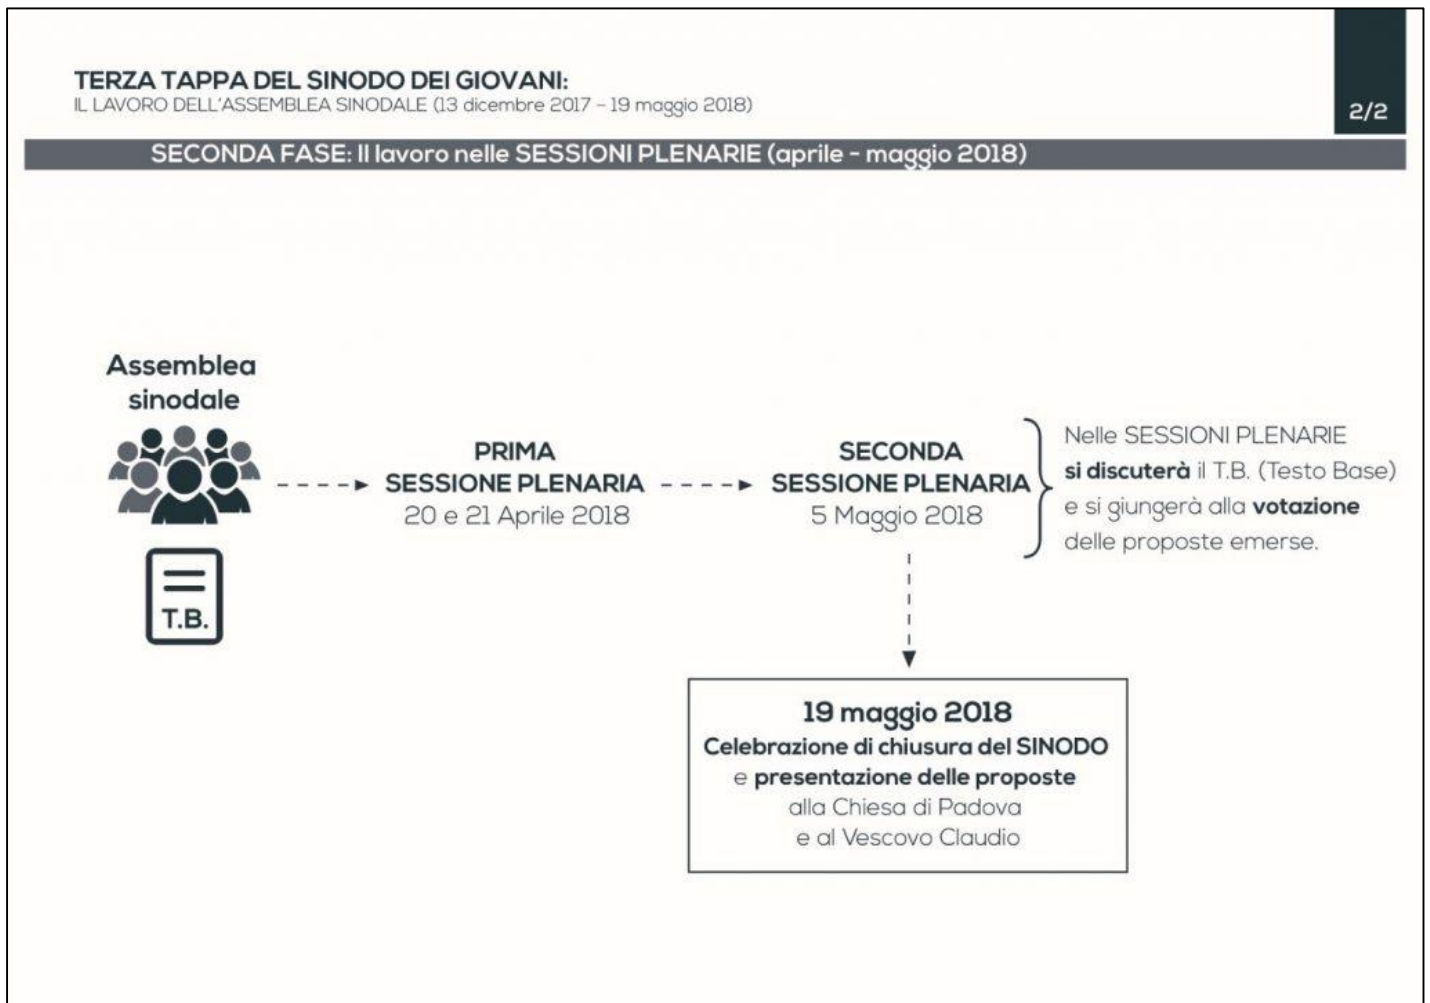 TERZA TAPPA DEL SINODO DEI GIOVANI:
IL LAVORO DELL'ASSEMBLEA SINODALE (13 dicembre 2017 - 19 maggio 2018)
2/2
SECONDA FASE: Il lavoro nelle SESSIONI PLENARIE (aprile - maggio 2018)
Assemblea
sinodale
T.B.
PRIMA
SESSIONE PLENARIA
20 e 21 Aprile 2018
SECONDA
SESSIONE PLENARIA
5 Maggio 2018
Nelle SESSIONI PLENARIE
si discuterà il T.B. (Testo Base)
e si giungerà alla votazione
delle proposte emerse.
19 maggio 2018
Celebrazione di chiusura del SINODO
e presentazione delle proposte
alla Chiesa di Padova
e al Vescovo Claudio